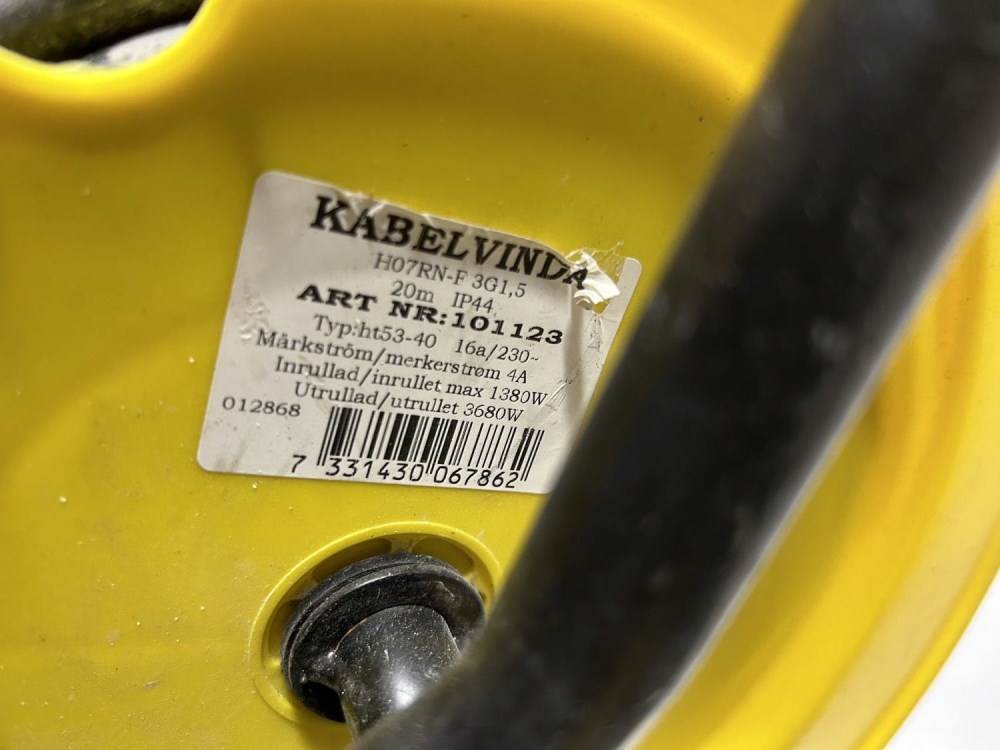 KABELVINDA
H07RN-F 3G1,5
20m IP44
ART NR:101123
Typ:ht53-40 16a/230~
Märkström/merkerstrøm 4A
Inrullad/inrullet max 1380W
Utrullad/utrullet 3680W
012868
7 331430 067862